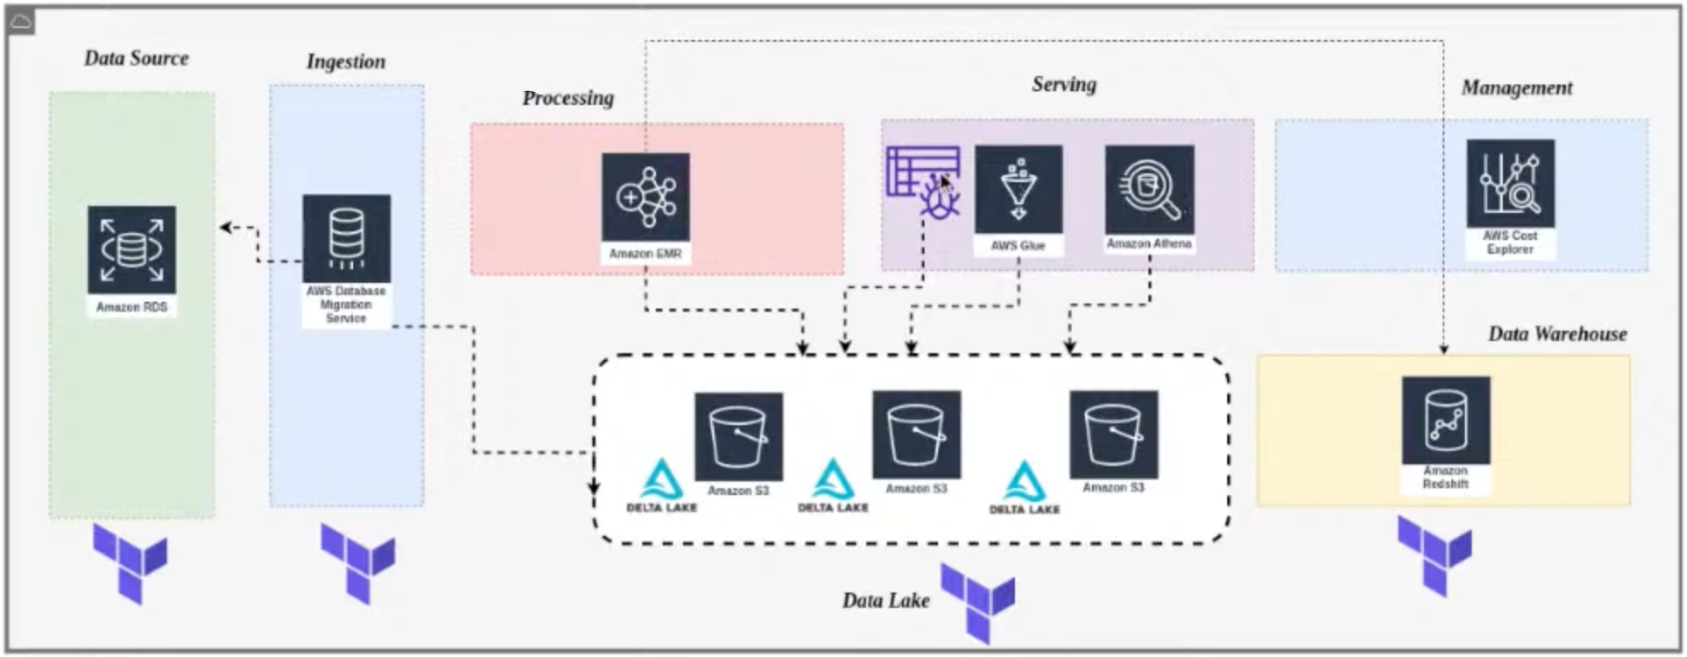 Data Source
Ingestion
Processing
Serving
Management
Amazon RDS
AWS Database
Migration
Service
Amazon EMR
AWS Glue
Amazon Athena
AWS Cost
Explorer
Data Warehouse
DELTA LAKE
Amazon S3
DELTA LAKE
Amazon S3
DELTA LAKE
Amazon S3
Amazon
Redshift
Data Lake